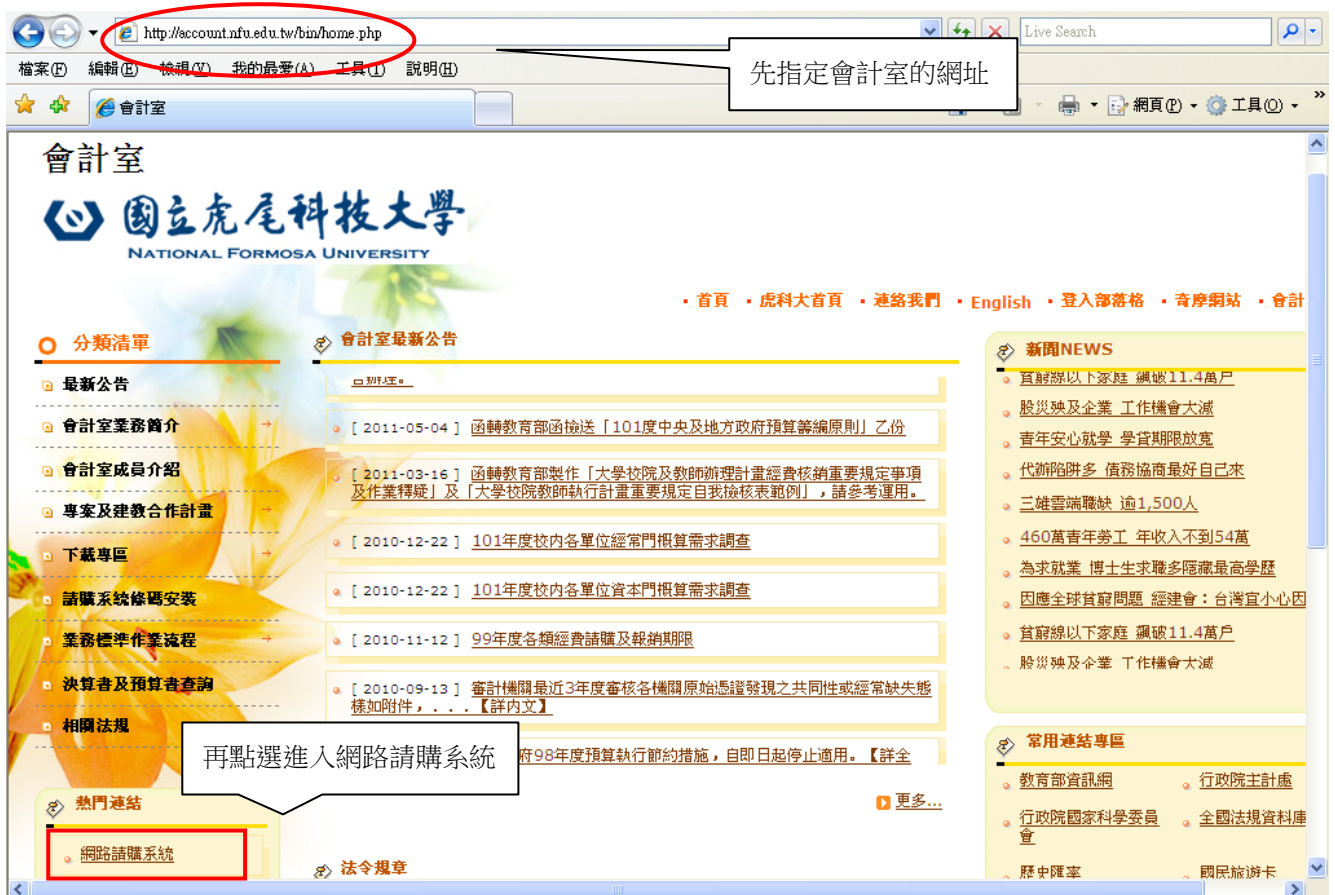 http://account.nfu.edu.tw/bin/home.php
Live Search
先指定會計室的網址
檔案(F) 編輯(E) 檢視(V) 我的最愛(A) 工具(T) 說明(H)
會計室
網頁(P) 工具(O)
會計室
國立虎尾科技大學
NATIONAL FORMOSA UNIVERSITY
首頁 虎科大首頁 連絡我們 English 登入部落格 奇摩網站 會計
分類清單
最新公告
會計室業務簡介
會計室成員介紹
專案及建教合作計畫
下載專區
請購系統條碼安裝
業務標準作業流程
決算書及預算書查詢
相關法規
再點選進入網路請購系統
熱門連結
網路請購系統
會計室最新公告
[ 2011-05-04 ] 函轉教育部函檢送「101度中央及地方政府預算籌編原則」乙份
[ 2011-03-16 ] 函轉教育部製作「大學校院及教師辦理計畫經費核銷重要規定事項
及作業釋疑」及「大學校院教師執行計畫重要規定自我檢核表範例」，請參考運用。
[ 2010-12-22 ] 101年度校內各單位經常門概算需求調查
[ 2010-12-22 ] 101年度校內各單位資本門概算需求調查
[ 2010-11-12 ] 99年度各類經費請購及報銷期限
[ 2010-09-13 ] 審計機關最近3年度審核各機關原始憑證發現之共同性或經常缺失態
樣如附件，. . . .【詳內文】
府98年度預算執行節約措施，自即日起停止適用。【詳全
更多...
法令規章
新聞NEWS
貧窮線以下家庭 飆破11.4萬戶
股災殃及企業 工作機會大減
青年安心就學 學貸期限放寬
代辦陷阱多 債務協商最好自己來
三雄雲端職缺 逾1,500人
460萬青年勞工 年收入不到54萬
為求就業 博士生求職多隱藏最高學歷
因應全球貧窮問題 經建會：台灣宜小心因
貧窮線以下家庭 飆破11.4萬戶
股災殃及企業 工作機會大減
常用連結專區
教育部資訊網 行政院主計處
行政院國家科學委員 全國法規資料庫
會
歷史匯率 國民旅遊卡